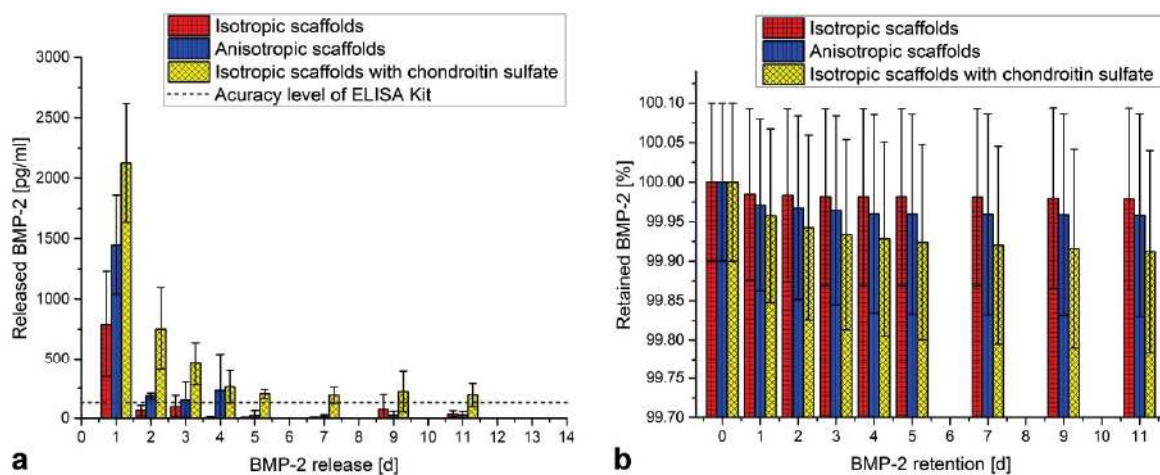 Isotropic scaffolds
Anisotropic scaffolds
Isotropic scaffolds with chondroitin sulfate
Acuracy level of ELISA Kit
Released BMP-2 [pg/ml]
3000
2500
2000
1500
1000
500
0
0 1 2 3 4 5 6 7 8 9 10 11 12 13 14
BMP-2 release [d]
a
Isotropic scaffolds
Anisotropic scaffolds
Isotropic scaffolds with chondroitin sulfate
Retained BMP-2 [%]
100.10
100.05
100.00
99.95
99.90
99.85
99.80
99.75
99.70
0 1 2 3 4 5 6 7 8 9 10 11
BMP-2 retention [d]
b